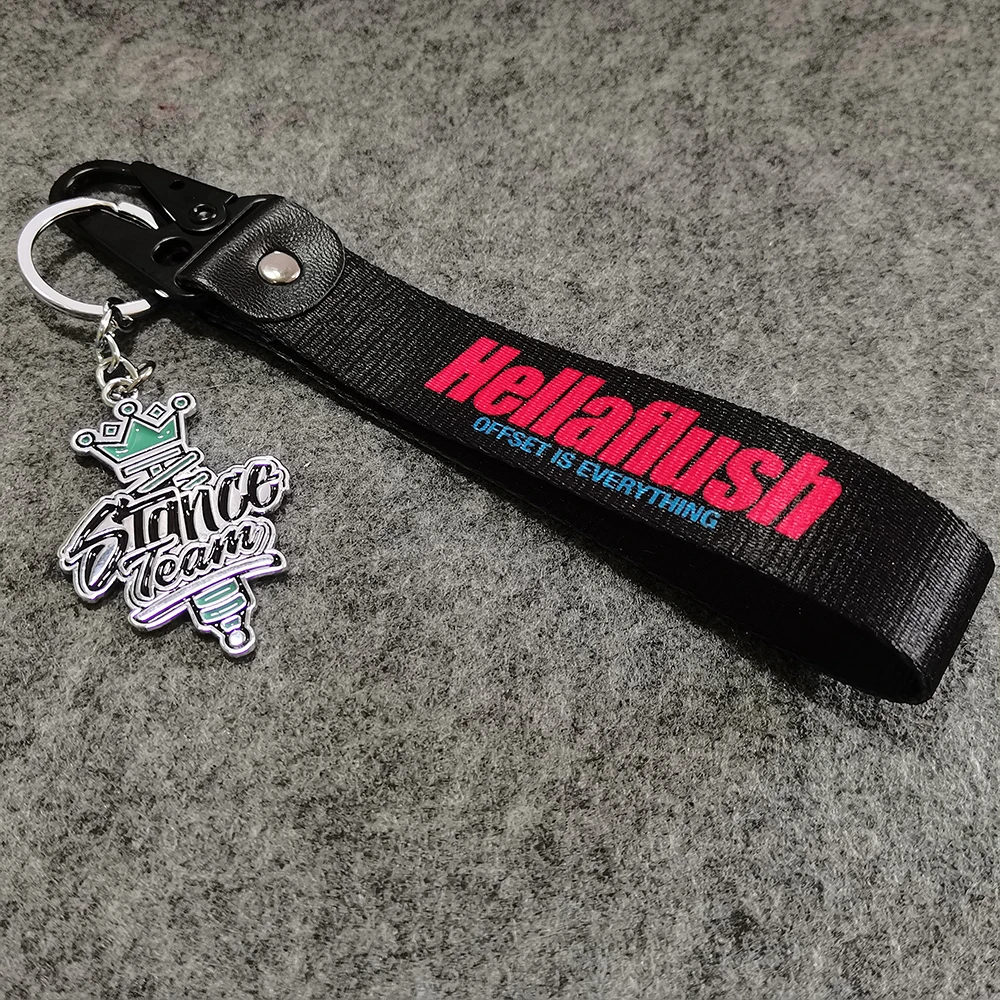 Hellaflush
OFFSET IS EVERYTHING
Stance
Team